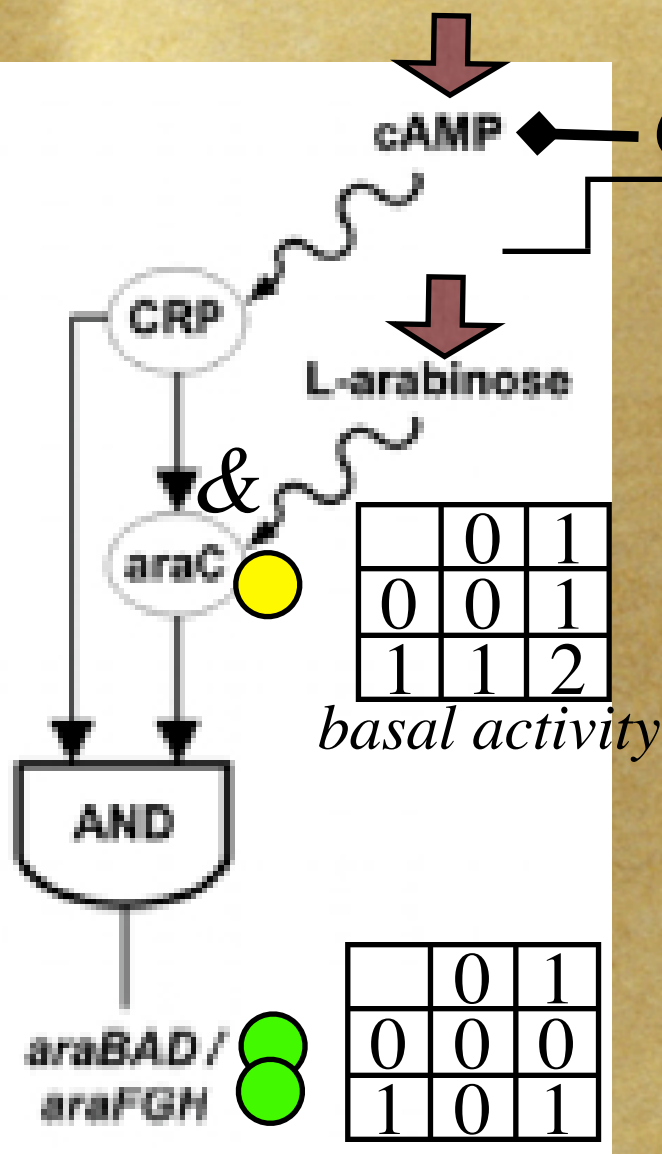 cAMP
CRP
L-arabinose
&
araC
0 1
0 0 1
1 1 2
basal activity
AND
araBAD /
araFGH
0 1
0 0 0
1 0 1